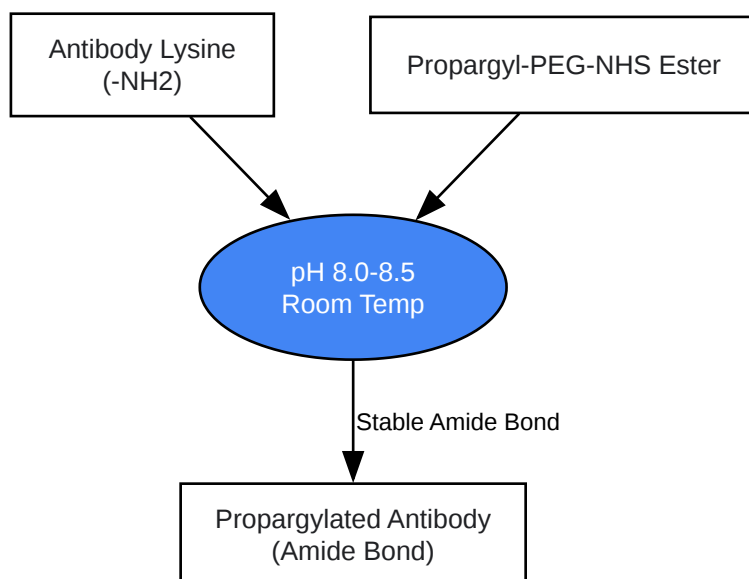 Antibody Lysine
(-NH2)
Propargyl-PEG-NHS Ester
pH 8.0-8.5
Room Temp
Stable Amide Bond
Propargylated Antibody
(Amide Bond)